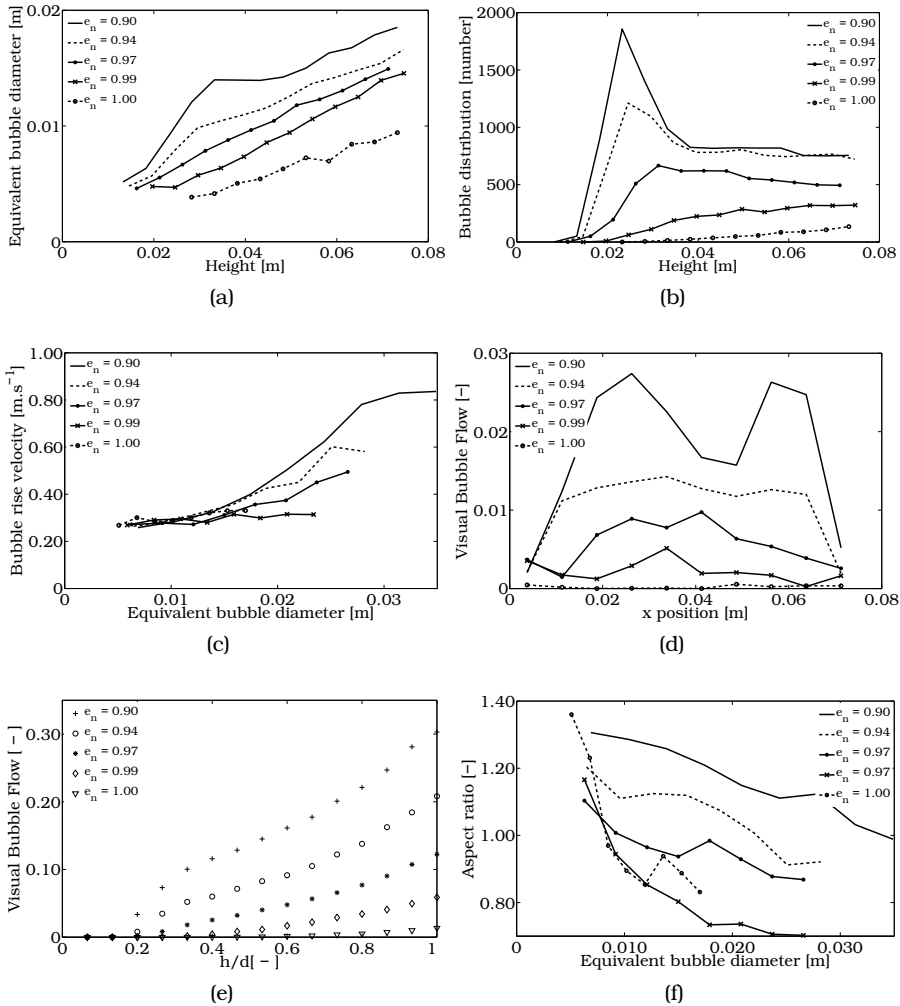 Equivalent bubble diameter [m]
0.02
0.01
0
e_n = 0.90
e_n = 0.94
e_n = 0.97
e_n = 0.99
e_n = 1.00
0 0.02 0.04 0.06 0.08
Height [m]
(a)
Bubble distribution [number]
2000
1500
1000
500
0
e_n = 0.90
e_n = 0.94
e_n = 0.97
e_n = 0.99
e_n = 1.00
0 0.02 0.04 0.06 0.08
Height [m]
(b)
Bubble rise velocity [m.s⁻¹]
1.00
0.80
0.60
0.40
0.20
0
e_n = 0.90
e_n = 0.94
e_n = 0.97
e_n = 0.99
e_n = 1.00
0 0.01 0.02 0.03
Equivalent bubble diameter [m]
(c)
Visual Bubble Flow [−]
0.03
0.02
0.01
0
e_n = 0.90
e_n = 0.94
e_n = 0.97
e_n = 0.99
e_n = 1.00
0 0.02 0.04 0.06 0.08
x position [m]
(d)
Visual Bubble Flow [ − ]
0.30
0.20
0.10
0
e_n = 0.90
e_n = 0.94
e_n = 0.97
e_n = 0.99
e_n = 1.00
0 0.2 0.4 0.6 0.8 1
h/d[ − ]
(e)
Aspect ratio [−]
1.40
1.20
1.00
0.80
e_n = 0.90
e_n = 0.94
e_n = 0.97
e_n = 0.97
e_n = 1.00
0 0.010 0.020 0.030
Equivalent bubble diameter [m]
(f)